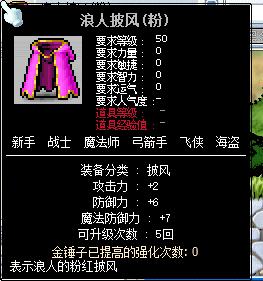 浪人披风(粉)
要求等级: 50
要求力量: 0
要求敏捷: 0
要求智力: 0
要求运气: 0
要求人气度: -
道具等级: -
道具经验值: -
新手 战士 魔法师 弓箭手 飞侠 海盗
装备分类: 披风
攻击力: +2
防御力: +6
魔法防御力: +7
可升级次数: 5回
金锤子已提高的强化次数: 0
表示浪人的粉红披风